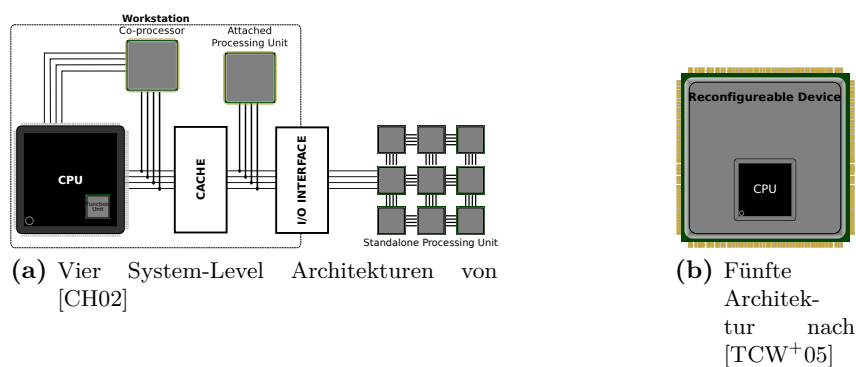 Workstation
Co-processor
Attached
Processing Unit
CPU
Function
Unit
CACHE
I/O INTERFACE
Standalone Processing Unit
(a) Vier System-Level Architekturen von
[CH02]
Reconfigureable Device
CPU
(b) Fünfte
Architek-
tur nach
[TCW+05]